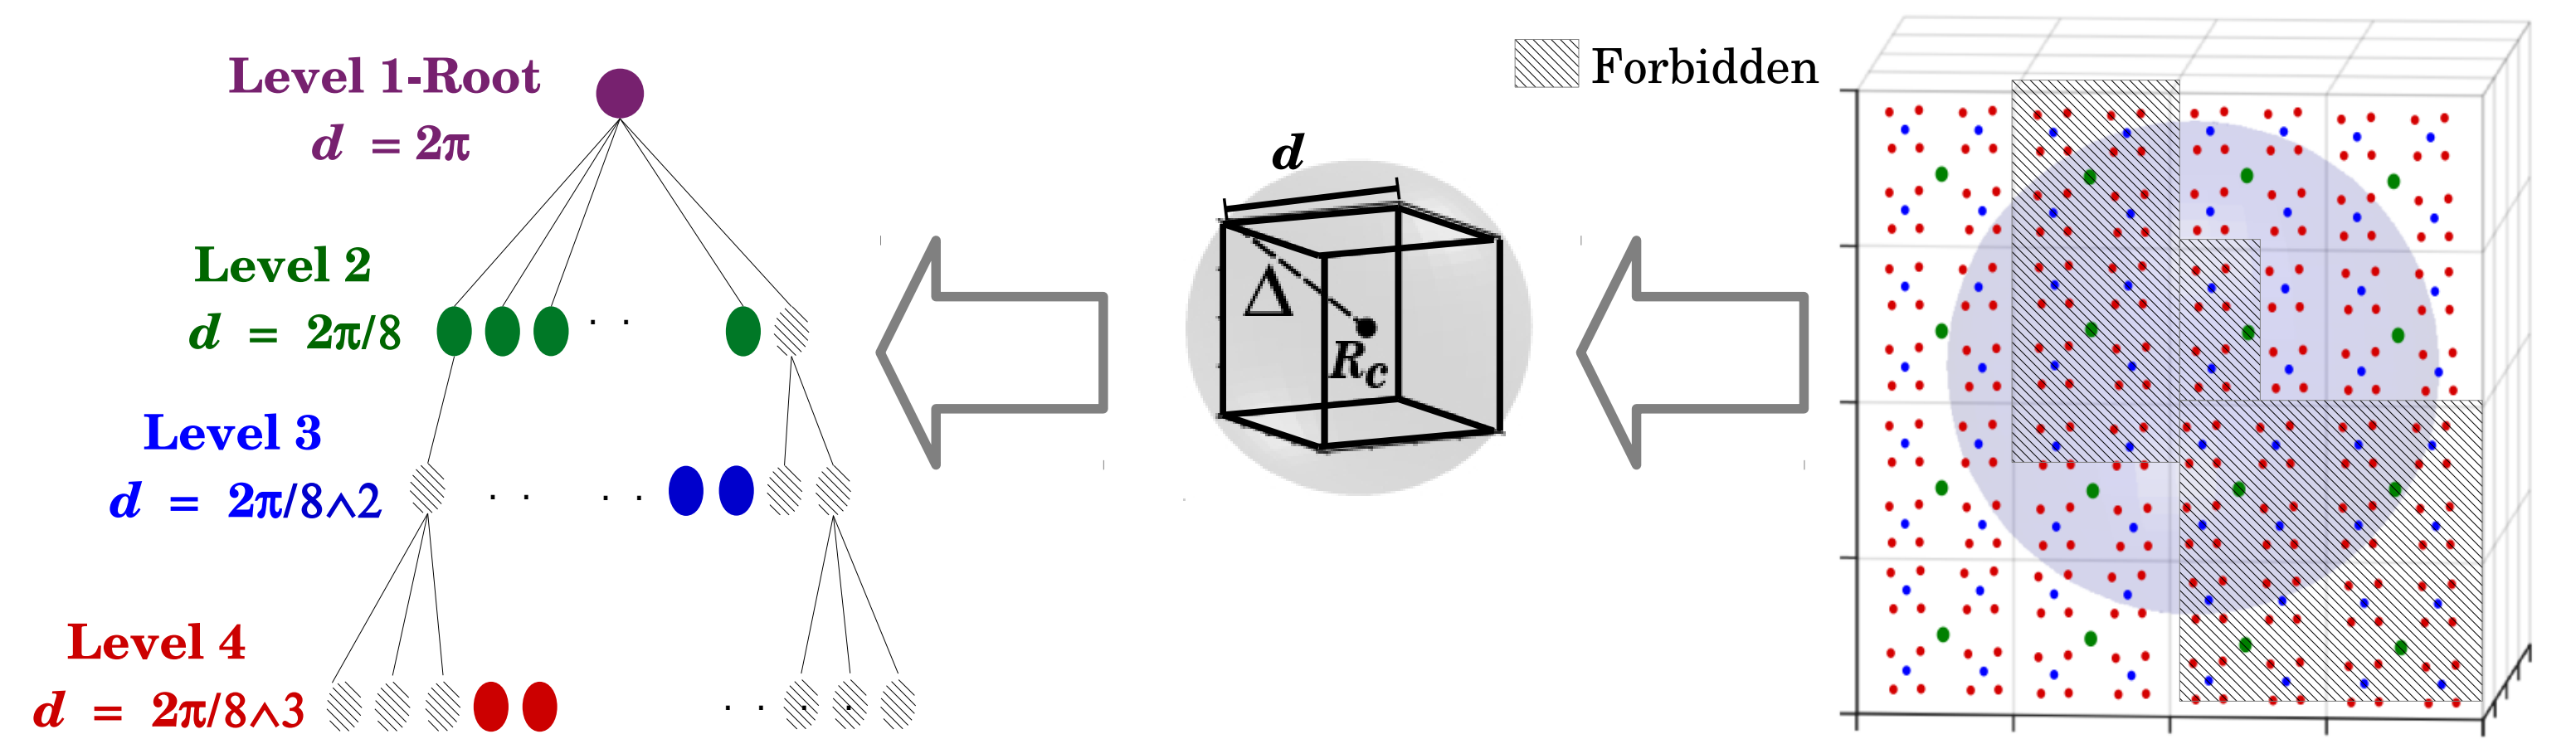 Level 1-Root
d = 2π
Level 2
d = 2π/8
Level 3
d = 2π/8^2
Level 4
d = 2π/8^3
d
Δ
Rc
Forbidden